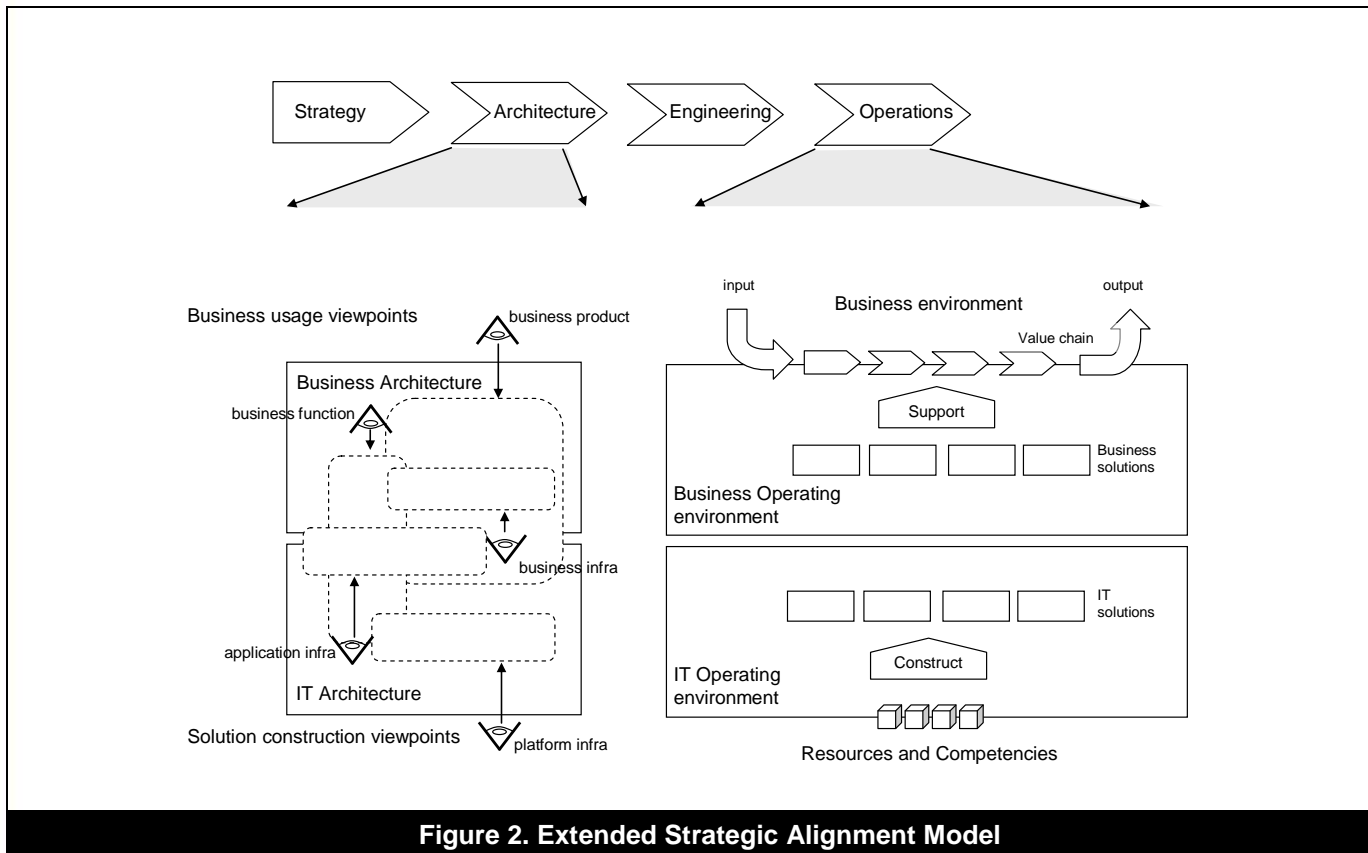 Strategy
Architecture
Engineering
Operations
Business usage viewpoints
business product
Business Architecture
business function
business infra
application infra
IT Architecture
Solution construction viewpoints
platform infra
input
Business environment
output
Value chain
Support
Business
solutions
Business Operating
environment
IT
solutions
Construct
IT Operating
environment
Resources and Competencies
Figure 2. Extended Strategic Alignment Model